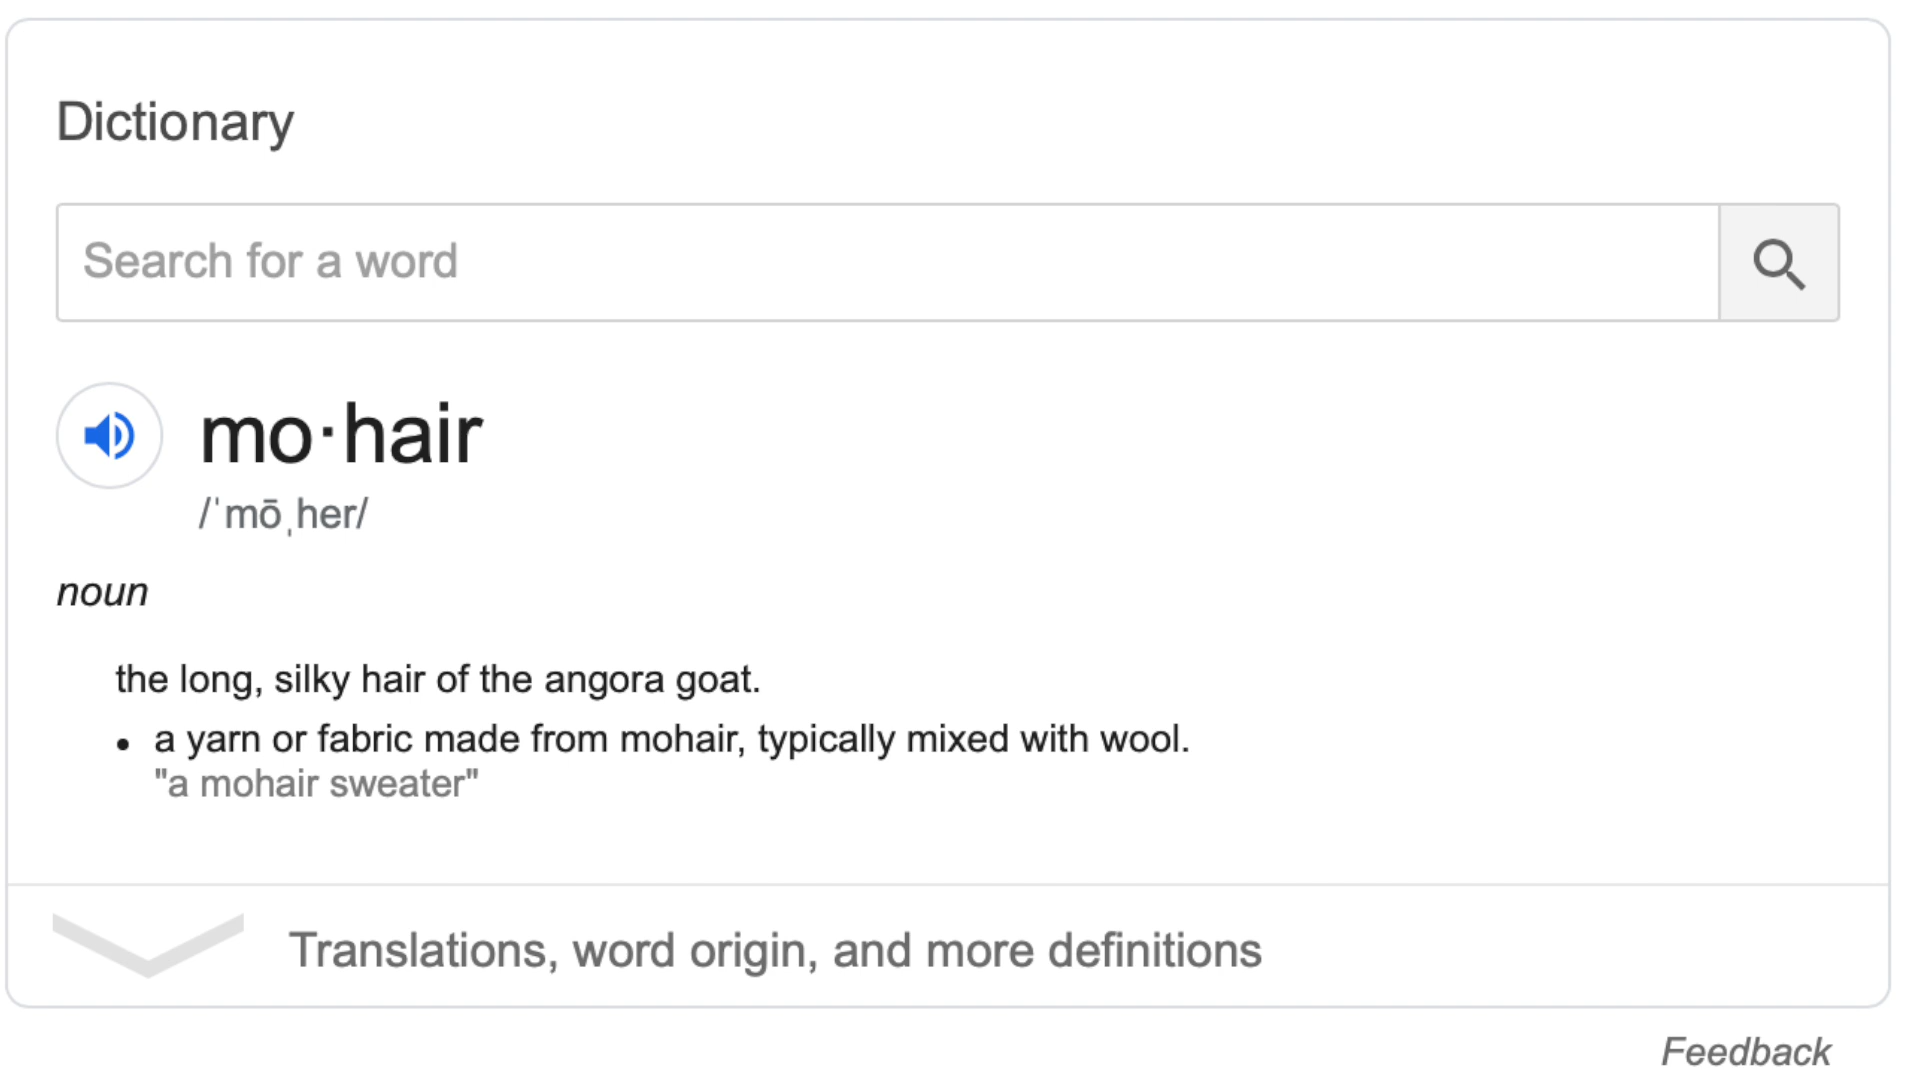 Dictionary
Search for a word
mo·hair
/ˈmōˌher/
noun
the long, silky hair of the angora goat.
• a yarn or fabric made from mohair, typically mixed with wool.
"a mohair sweater"
Translations, word origin, and more definitions
Feedback